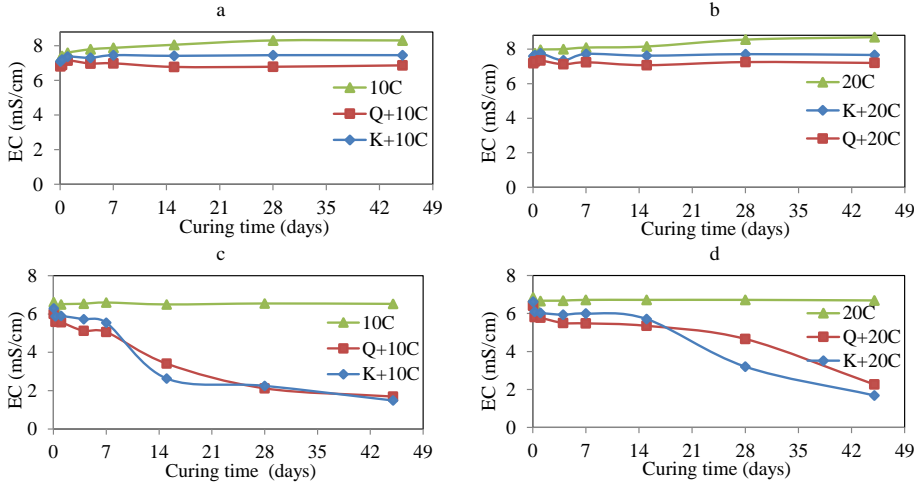 a
EC (mS/cm)
8
6
4
2
0
10C
Q+10C
K+10C
0 7 14 21 28 35 42 49
Curing time (days)
b
EC (mS/cm)
8
6
4
2
0
20C
K+20C
Q+20C
0 7 14 21 28 35 42 49
Curing time (days)
c
EC (mS/cm)
8
6
4
2
0
10C
Q+10C
K+10C
0 7 14 21 28 35 42 49
Curing time (days)
d
EC (mS/cm)
8
6
4
2
0
20C
Q+20C
K+20C
0 7 14 21 28 35 42 49
Curing time (days)